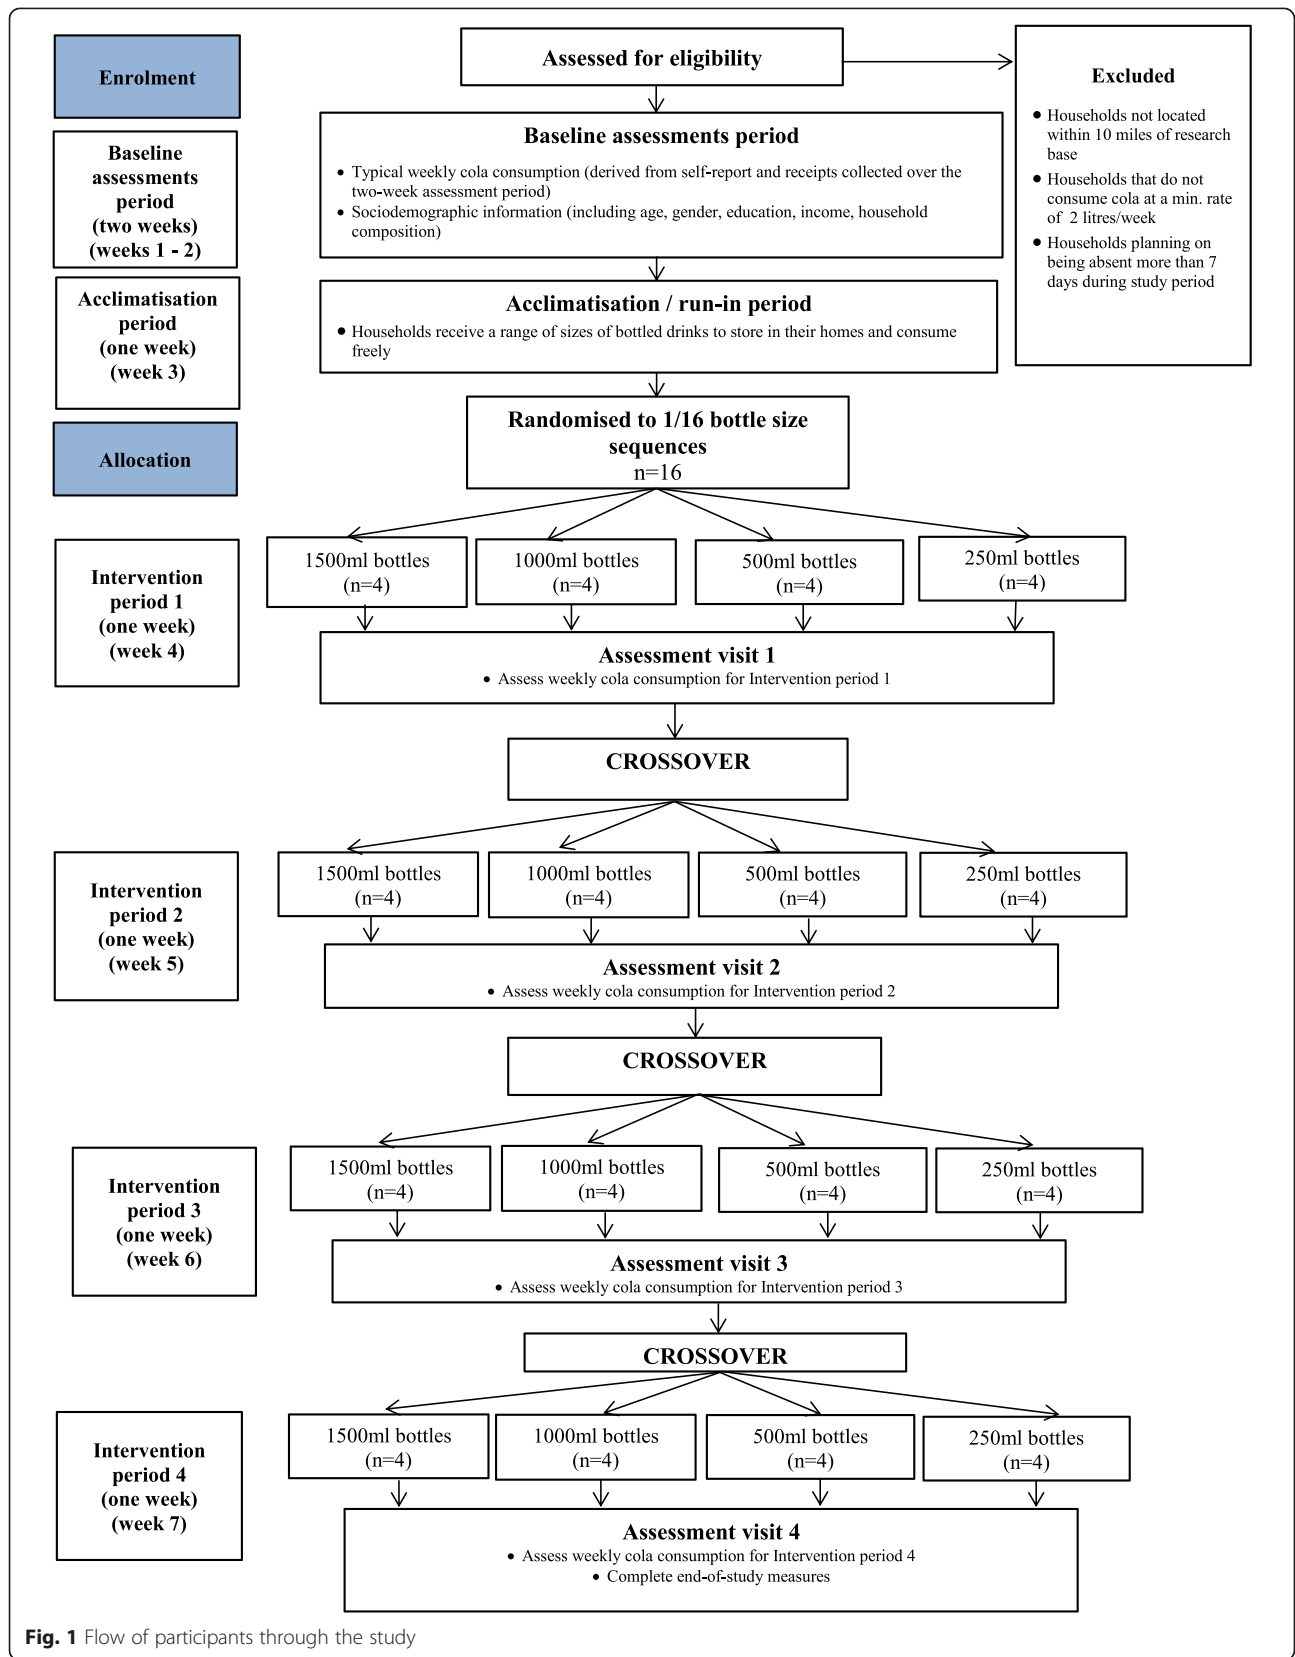 Enrolment
Assessed for eligibility
Excluded
• Households not located
within 10 miles of research
base
• Households that do not
consume cola at a min. rate
of 2 litres/week
• Households planning on
being absent more than 7
days during study period
Baseline
assessments
period
(two weeks)
(weeks 1 - 2)
Baseline assessments period
• Typical weekly cola consumption (derived from self-report and receipts collected over the
two-week assessment period)
• Sociodemographic information (including age, gender, education, income, household
composition)
Acclimatisation
period
(one week)
(week 3)
Acclimatisation / run-in period
• Households receive a range of sizes of bottled drinks to store in their homes and consume
freely
Allocation
Randomised to 1/16 bottle size
sequences
n=16
Intervention
period 1
(one week)
(week 4)
1500ml bottles
(n=4)
1000ml bottles
(n=4)
500ml bottles
(n=4)
250ml bottles
(n=4)
Assessment visit 1
• Assess weekly cola consumption for Intervention period 1
CROSSOVER
Intervention
period 2
(one week)
(week 5)
1500ml bottles
(n=4)
1000ml bottles
(n=4)
500ml bottles
(n=4)
250ml bottles
(n=4)
Assessment visit 2
• Assess weekly cola consumption for Intervention period 2
CROSSOVER
Intervention
period 3
(one week)
(week 6)
1500ml bottles
(n=4)
1000ml bottles
(n=4)
500ml bottles
(n=4)
250ml bottles
(n=4)
Assessment visit 3
• Assess weekly cola consumption for Intervention period 3
CROSSOVER
Intervention
period 4
(one week)
(week 7)
1500ml bottles
(n=4)
1000ml bottles
(n=4)
500ml bottles
(n=4)
250ml bottles
(n=4)
Assessment visit 4
• Assess weekly cola consumption for Intervention period 4
• Complete end-of-study measures
Fig. 1 Flow of participants through the study